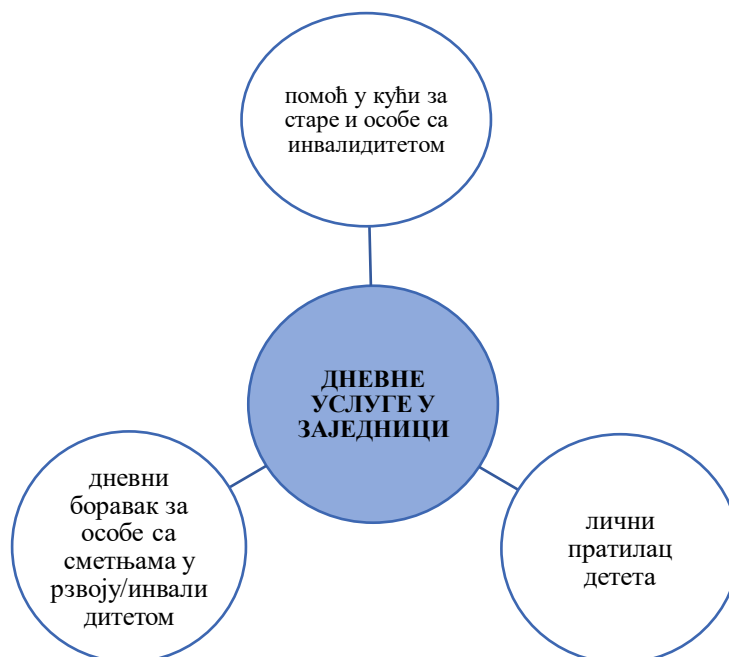 помоћ у кући за
старе и особе са
инвалидитетом
ДНЕВНЕ
УСЛУГЕ У
ЗАЈЕДНИЦИ
дневни
боравак за
особе са
сметњама у
рзвоју/инвали
дитетом
лични
пратилац
детета